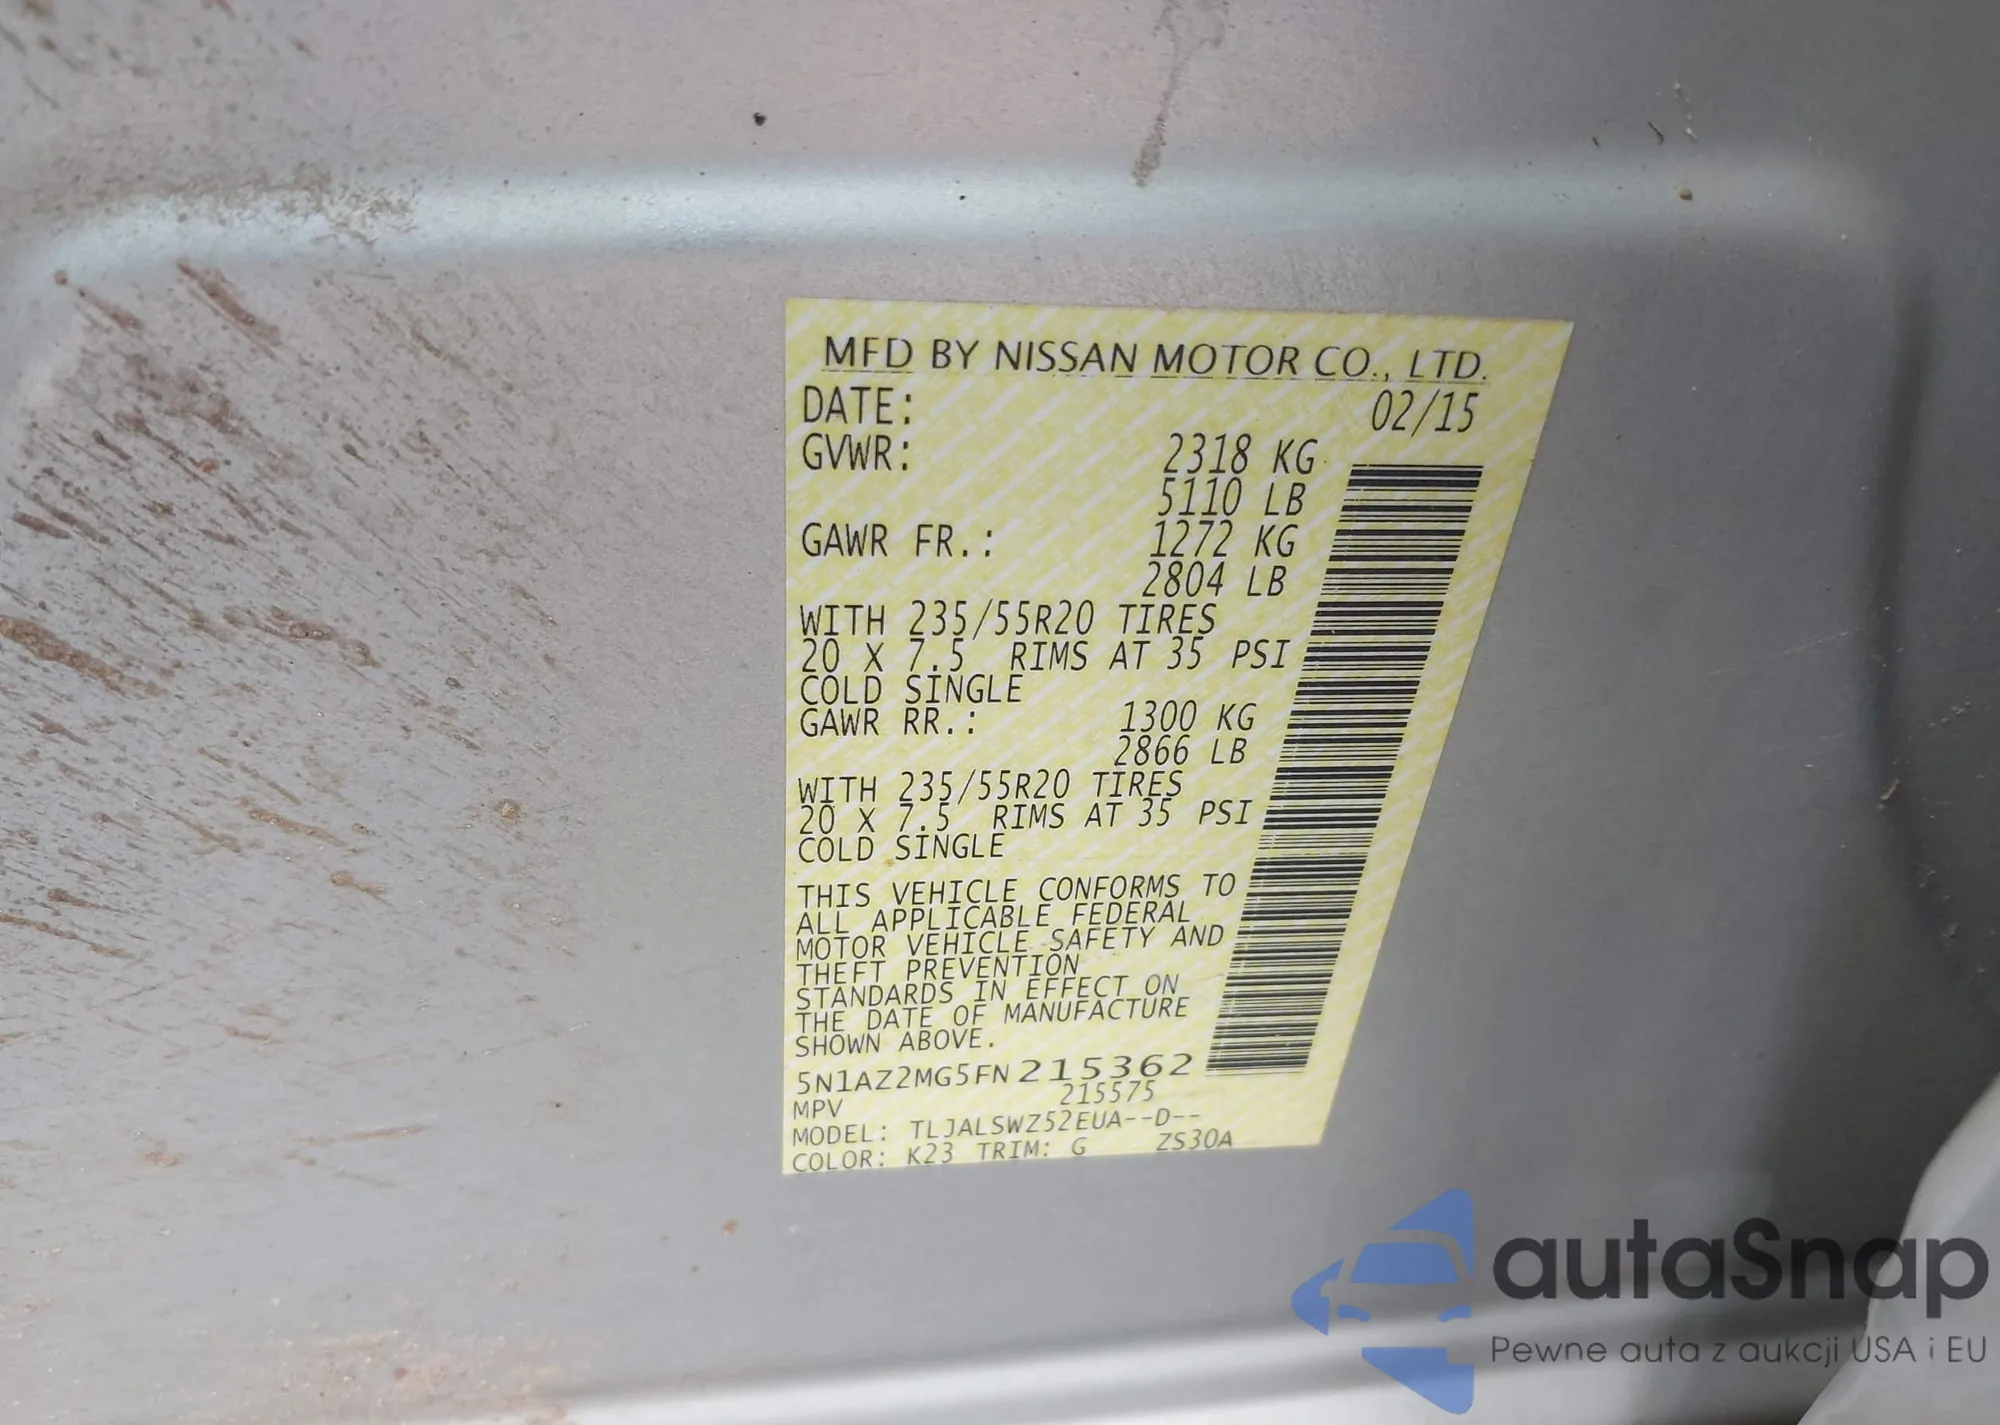 MFD BY NISSAN MOTOR CO., LTD.
DATE: 02/15
GVWR: 2318 KG
5110 LB
GAWR FR.: 1272 KG
2804 LB
WITH 235/55R20 TIRES
20 X 7.5 RIMS AT 35 PSI
COLD SINGLE
GAWR RR.: 1300 KG
2866 LB
WITH 235/55R20 TIRES
20 X 7.5 RIMS AT 35 PSI
COLD SINGLE
THIS VEHICLE CONFORMS TO
ALL APPLICABLE FEDERAL
MOTOR VEHICLE SAFETY AND
THEFT PREVENTION
STANDARDS IN EFFECT ON
THE DATE OF MANUFACTURE
SHOWN ABOVE.
5N1AZ2MG5FN215362
MPV 215575
MODEL: TLJALSWZ52EUA--D--
COLOR: K23 TRIM: G ZS30A
autaSnap
Pewne auta z aukcji USA i EU